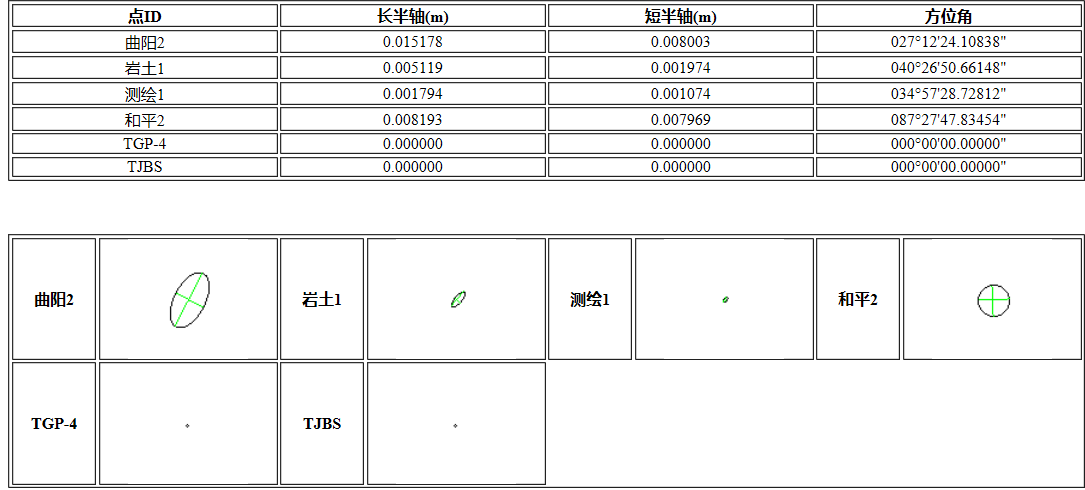 点ID 长半轴(m) 短半轴(m) 方位角
曲阳2 0.015178 0.008003 027°12'24.10838"
岩土1 0.005119 0.001974 040°26'50.66148"
测绘1 0.001794 0.001074 034°57'28.72812"
和平2 0.008193 0.007969 087°27'47.83454"
TGP-4 0.000000 0.000000 000°00'00.00000"
TJBS 0.000000 0.000000 000°00'00.00000"
曲阳2 岩土1 测绘1 和平2
TGP-4 TJBS